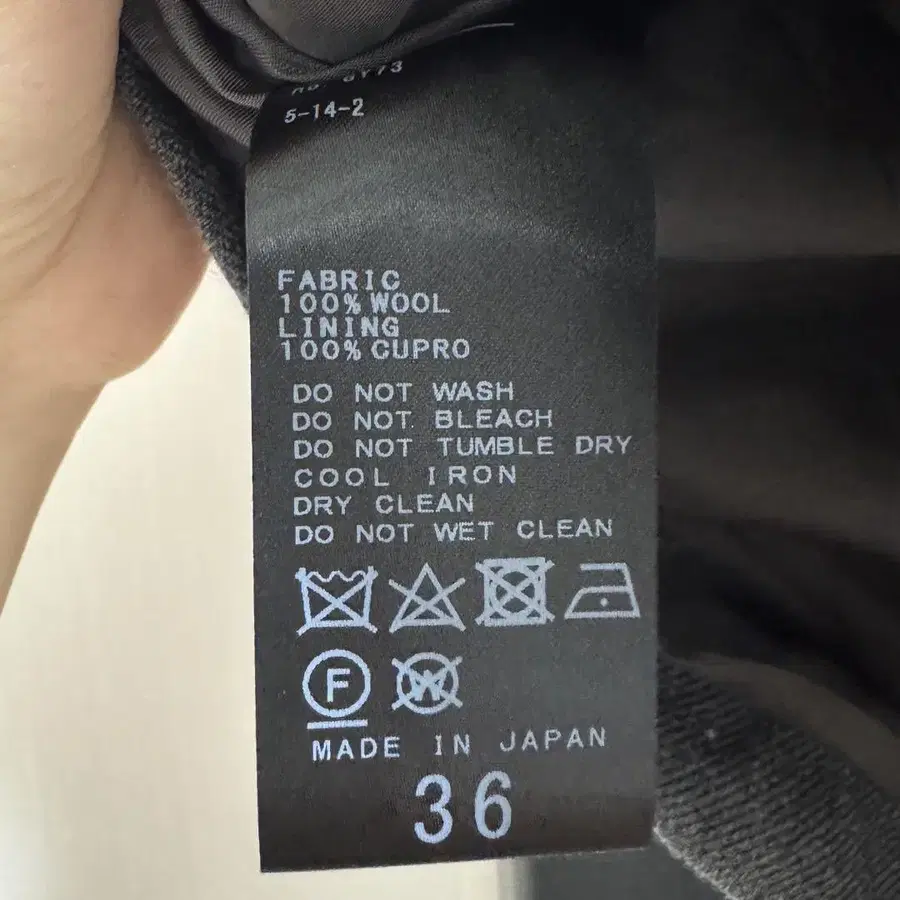 5-14-2
FABRIC
100% WOOL
LINING
100% CUPRO
DO NOT WASH
DO NOT BLEACH
DO NOT TUMBLE DRY
COOL IRON
DRY CLEAN
DO NOT WET CLEAN
F W
MADE IN JAPAN
36